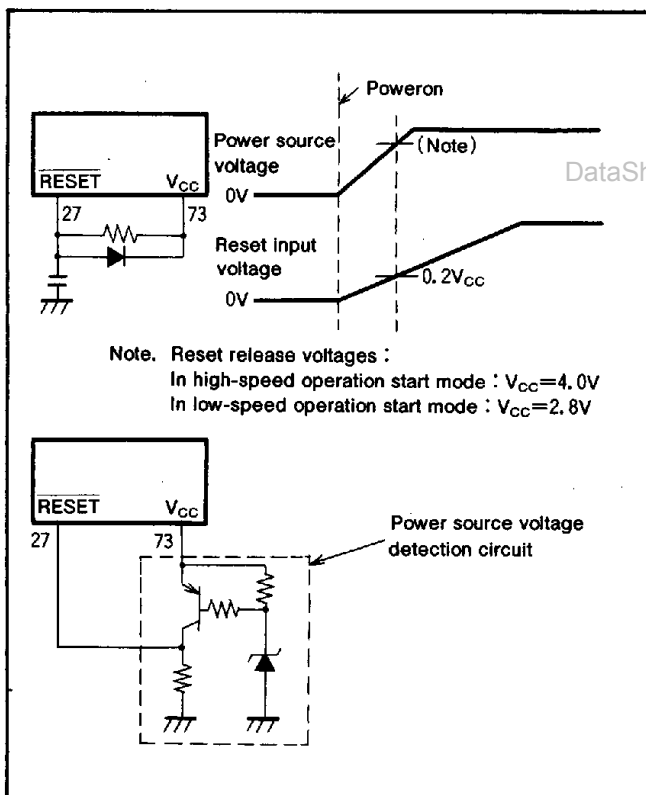 Poweron
Power source
voltage
(Note)
DataSh
RESET
VCC
27
73
0V
Reset input
voltage
0.2VCC
0V
Note. Reset release voltages :
In high-speed operation start mode : VCC=4.0V
In low-speed operation start mode : VCC=2.8V
RESET
VCC
27
73
Power source voltage
detection circuit